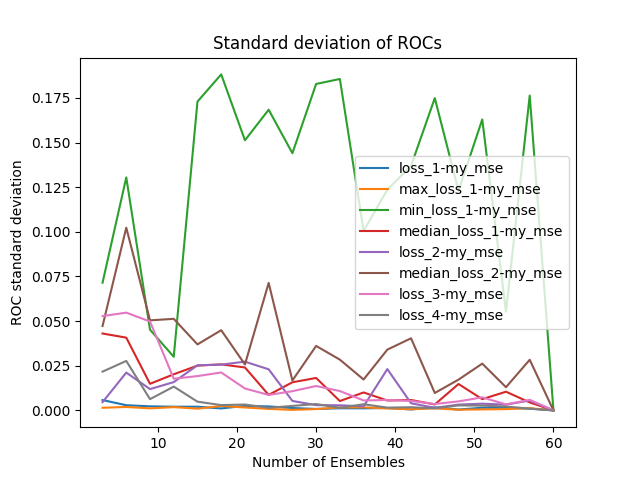 Standard deviation of ROCs
ROC standard deviation
0.175
0.150
0.125
0.100
0.075
0.050
0.025
0.000
loss_1-my_mse
max_loss_1-my_mse
min_loss_1-my_mse
median_loss_1-my_mse
loss_2-my_mse
median_loss_2-my_mse
loss_3-my_mse
loss_4-my_mse
10 20 30 40 50 60
Number of Ensembles